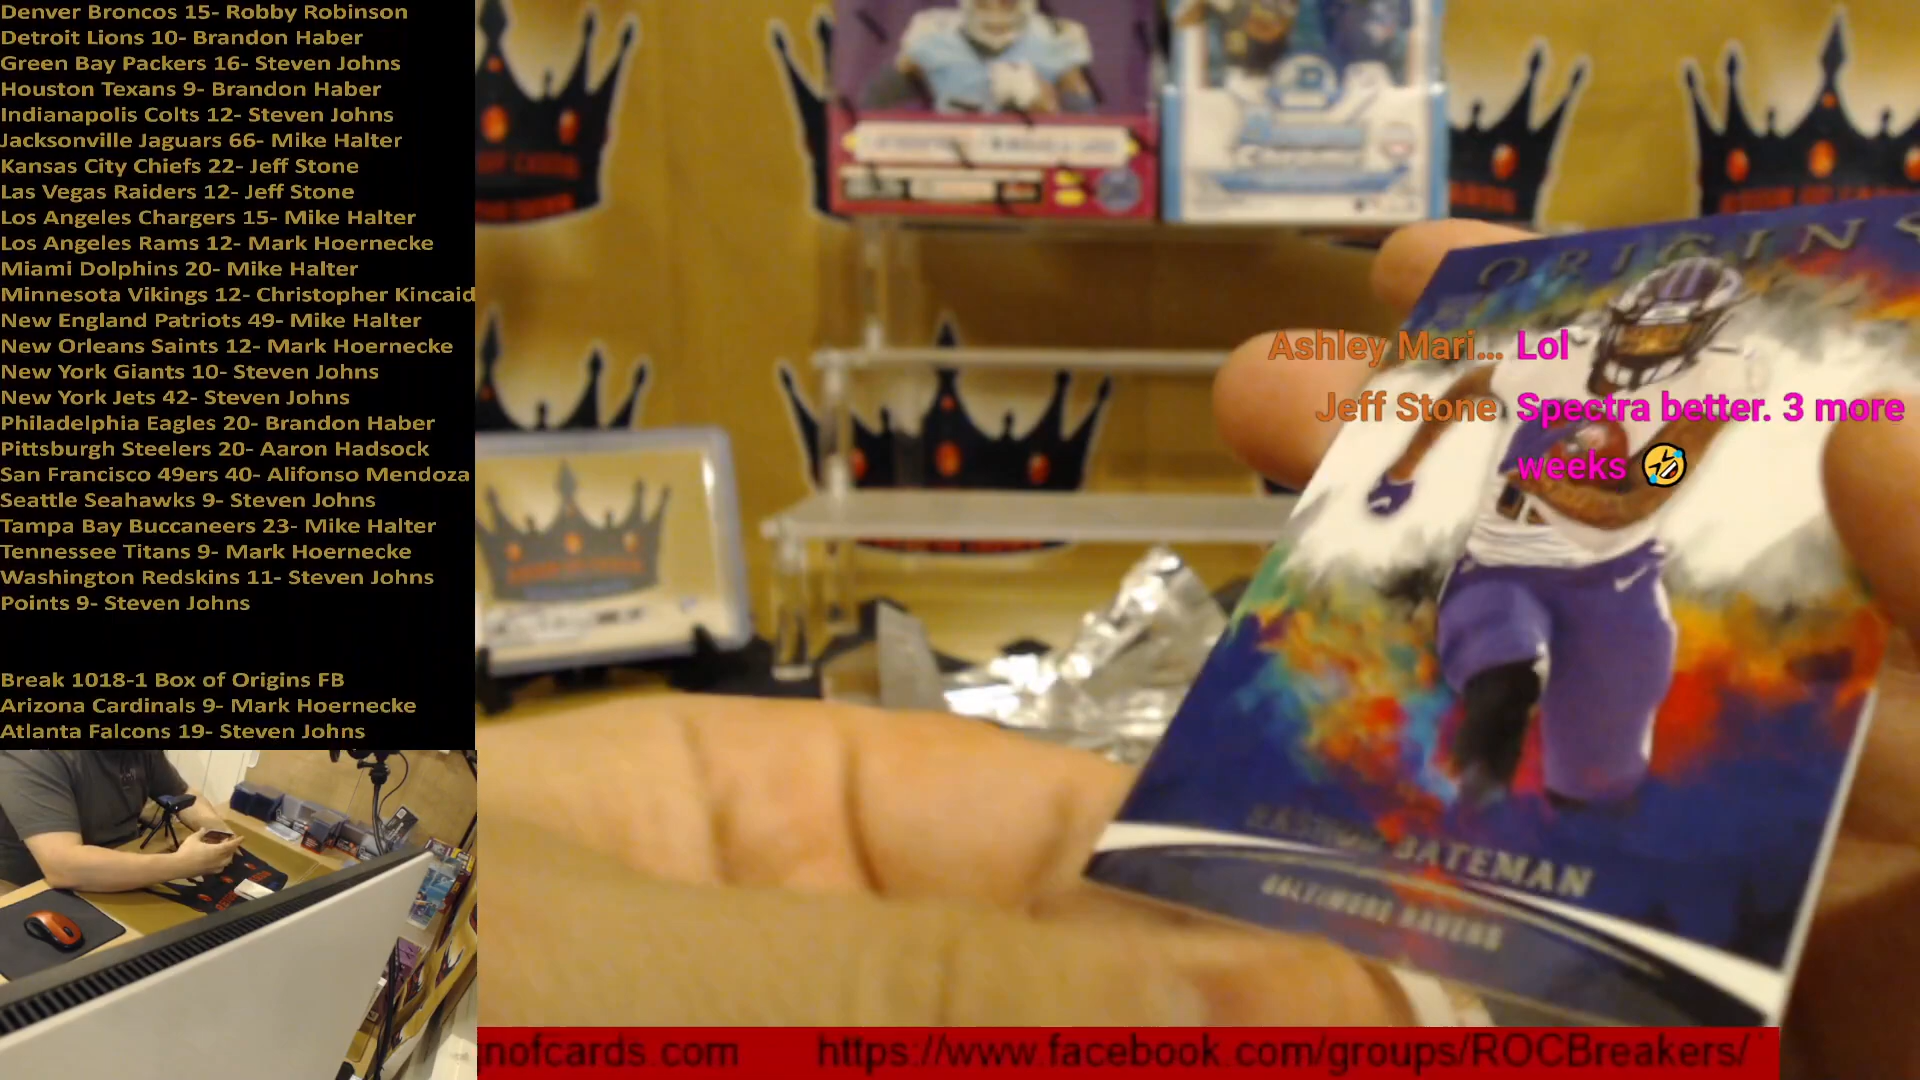 Denver Broncos 15- Robby Robinson
Detroit Lions 10- Brandon Haber
Green Bay Packers 16- Steven Johns
Houston Texans 9- Brandon Haber
Indianapolis Colts 12- Steven Johns
Jacksonville Jaguars 66- Mike Halter
Kansas City Chiefs 22- Jeff Stone
Las Vegas Raiders 12- Jeff Stone
Los Angeles Chargers 15- Mike Halter
Los Angeles Rams 12- Mark Hoernecke
Miami Dolphins 20- Mike Halter
Minnesota Vikings 12- Christopher Kincaid
New England Patriots 49- Mike Halter
New Orleans Saints 12- Mark Hoernecke
New York Giants 10- Steven Johns
New York Jets 42- Steven Johns
Philadelphia Eagles 20- Brandon Haber
Pittsburgh Steelers 20- Aaron Hadsock
San Francisco 49ers 40- Alifonso Mendoza
Seattle Seahawks 9- Steven Johns
Tampa Bay Buccaneers 23- Mike Halter
Tennessee Titans 9- Mark Hoernecke
Washington Redskins 11- Steven Johns
Points 9- Steven Johns
Break 1018-1 Box of Origins FB
Arizona Cardinals 9- Mark Hoernecke
Atlanta Falcons 19- Steven Johns
ORIGINS
Ashley Mari... Lol
Jeff Stone Spectra better. 3 more
weeks 🤣
BATEMAN
BALTIMORE RAVENS
nofcards.com https://www.facebook.com/groups/ROCBreakers/